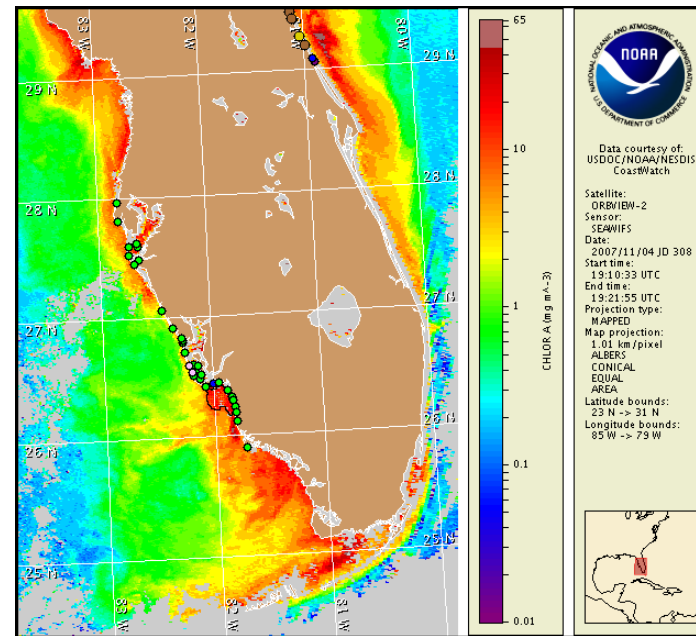 83 W
82 W
81 W
80 W
29 N
29 N
28 N
28 N
27 N
27 N
26 N
26 N
25 N
25 N
83
82 W
81 W
65
10
1
0.1
0.01
CHLOR A (mg m ^-3)
NATIONAL OCEANIC AND ATMOSPHERIC ADMINISTRATION
NOAA
U.S. DEPARTMENT OF COMMERCE
Data courtesy of:
USDOC/NOAA/NESDIS
CoastWatch
Satellite:
ORBVIEW-2
Sensor:
SEAWIFS
Date:
2007/11/04 JD 308
Start time:
19:10:33 UTC
End time:
19:21:55 UTC
Projection type:
MAPPED
Map projection:
1.01 km/pixel
ALBERS
CONICAL
EQUAL
AREA
Latitude bounds:
23 N -> 31 N
Longitude bounds:
85 W -> 79 W